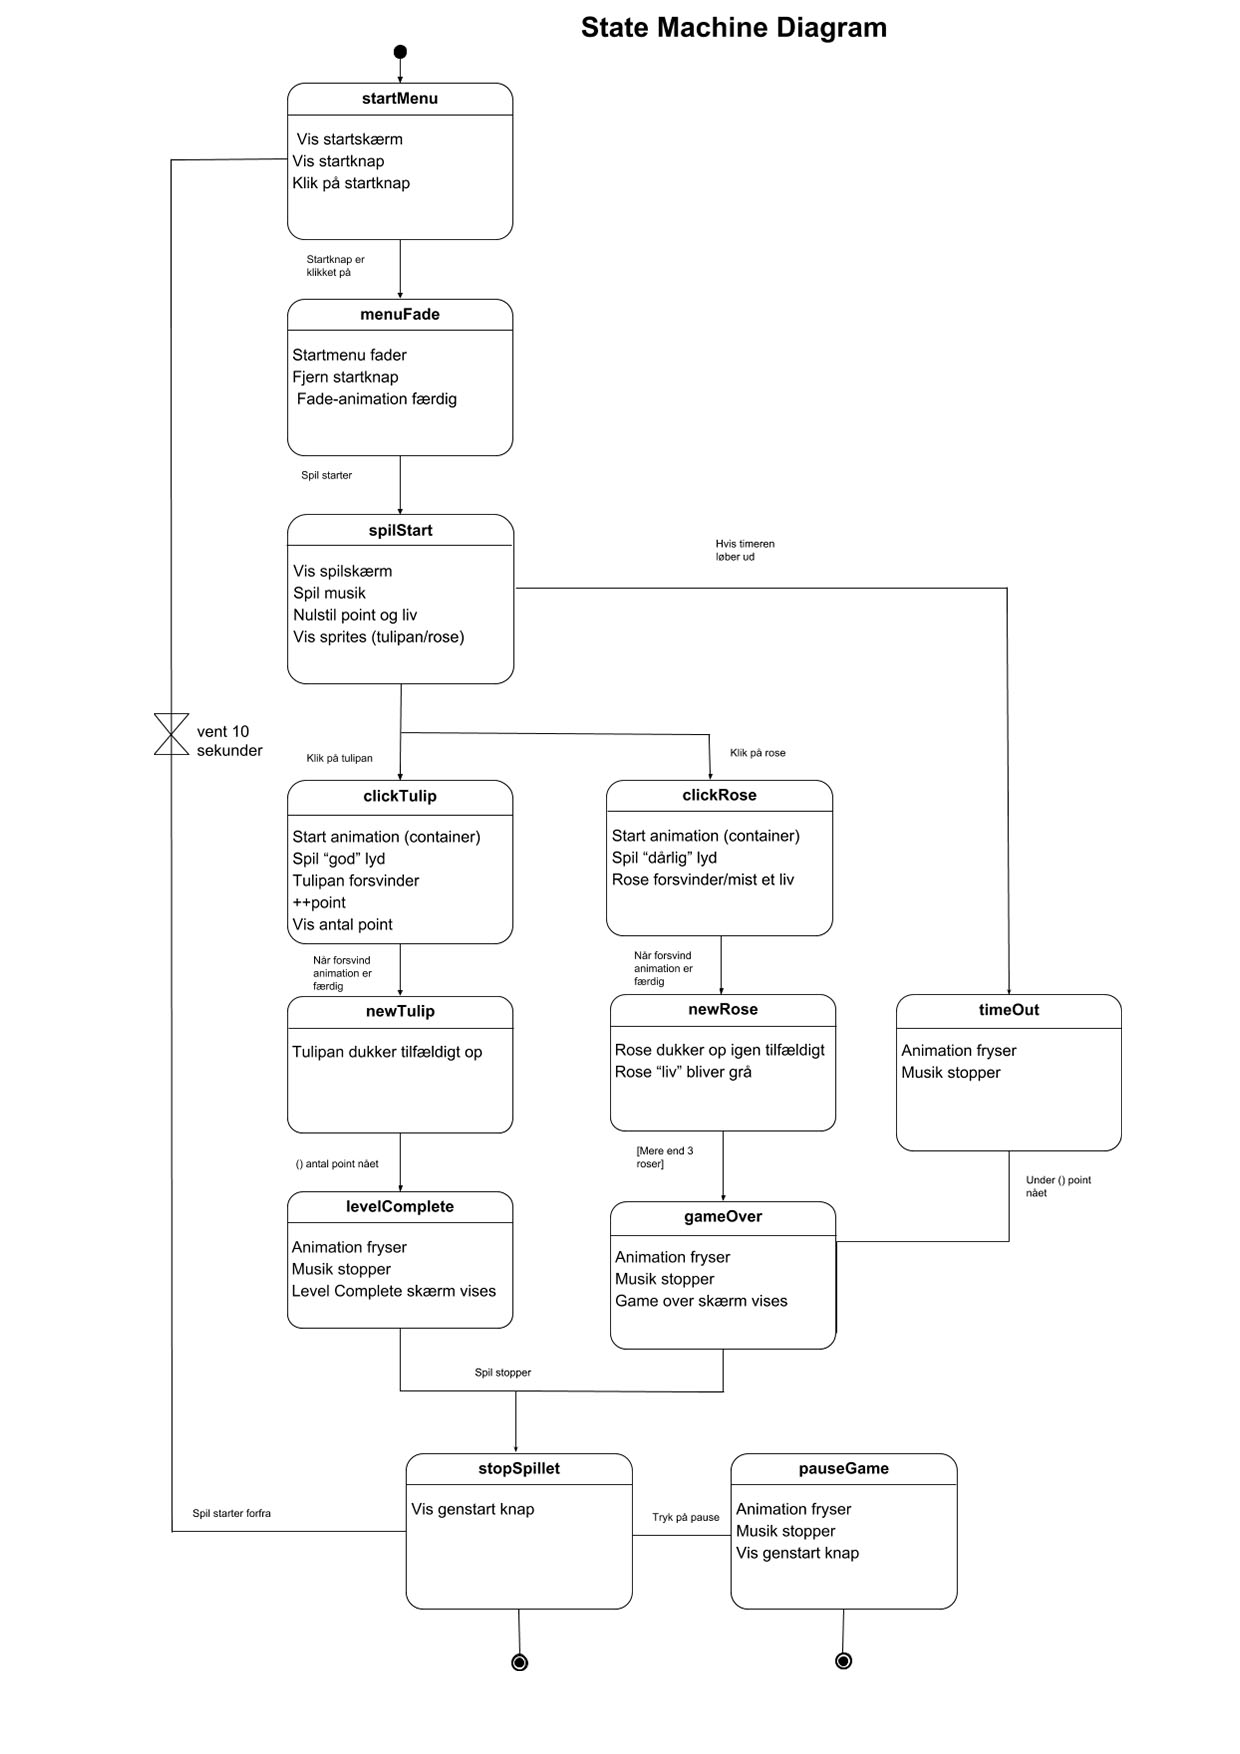 State Machine Diagram
startMenu
Vis startskærm
Vis startknap
Klik på startknap
Startknap er
klikket på
menuFade
Startmenu fader
Fjern startknap
Fade-animation færdig
Spil starter
spilStart
Vis spilskærm
Spil musik
Nulstil point og liv
Vis sprites (tulipan/rose)
Hvis timeren
løber ud
vent 10
sekunder
Klik på tulipan
Klik på rose
clickTulip
Start animation (container)
Spil “god” lyd
Tulipan forsvinder
++point
Vis antal point
clickRose
Start animation (container)
Spil “dårlig” lyd
Rose forsvinder/mist et liv
Når forsvind
animation er
færdig
Når forsvind
animation er
færdig
newTulip
Tulipan dukker tilfældigt op
newRose
Rose dukker op igen tilfældigt
Rose “liv” bliver grå
timeOut
Animation fryser
Musik stopper
() antal point nået
[Mere end 3
roser]
Under () point
nået
levelComplete
Animation fryser
Musik stopper
Level Complete skærm vises
gameOver
Animation fryser
Musik stopper
Game over skærm vises
Spil stopper
stopSpillet
Vis genstart knap
Spil starter forfra
Tryk på pause
pauseGame
Animation fryser
Musik stopper
Vis genstart knap